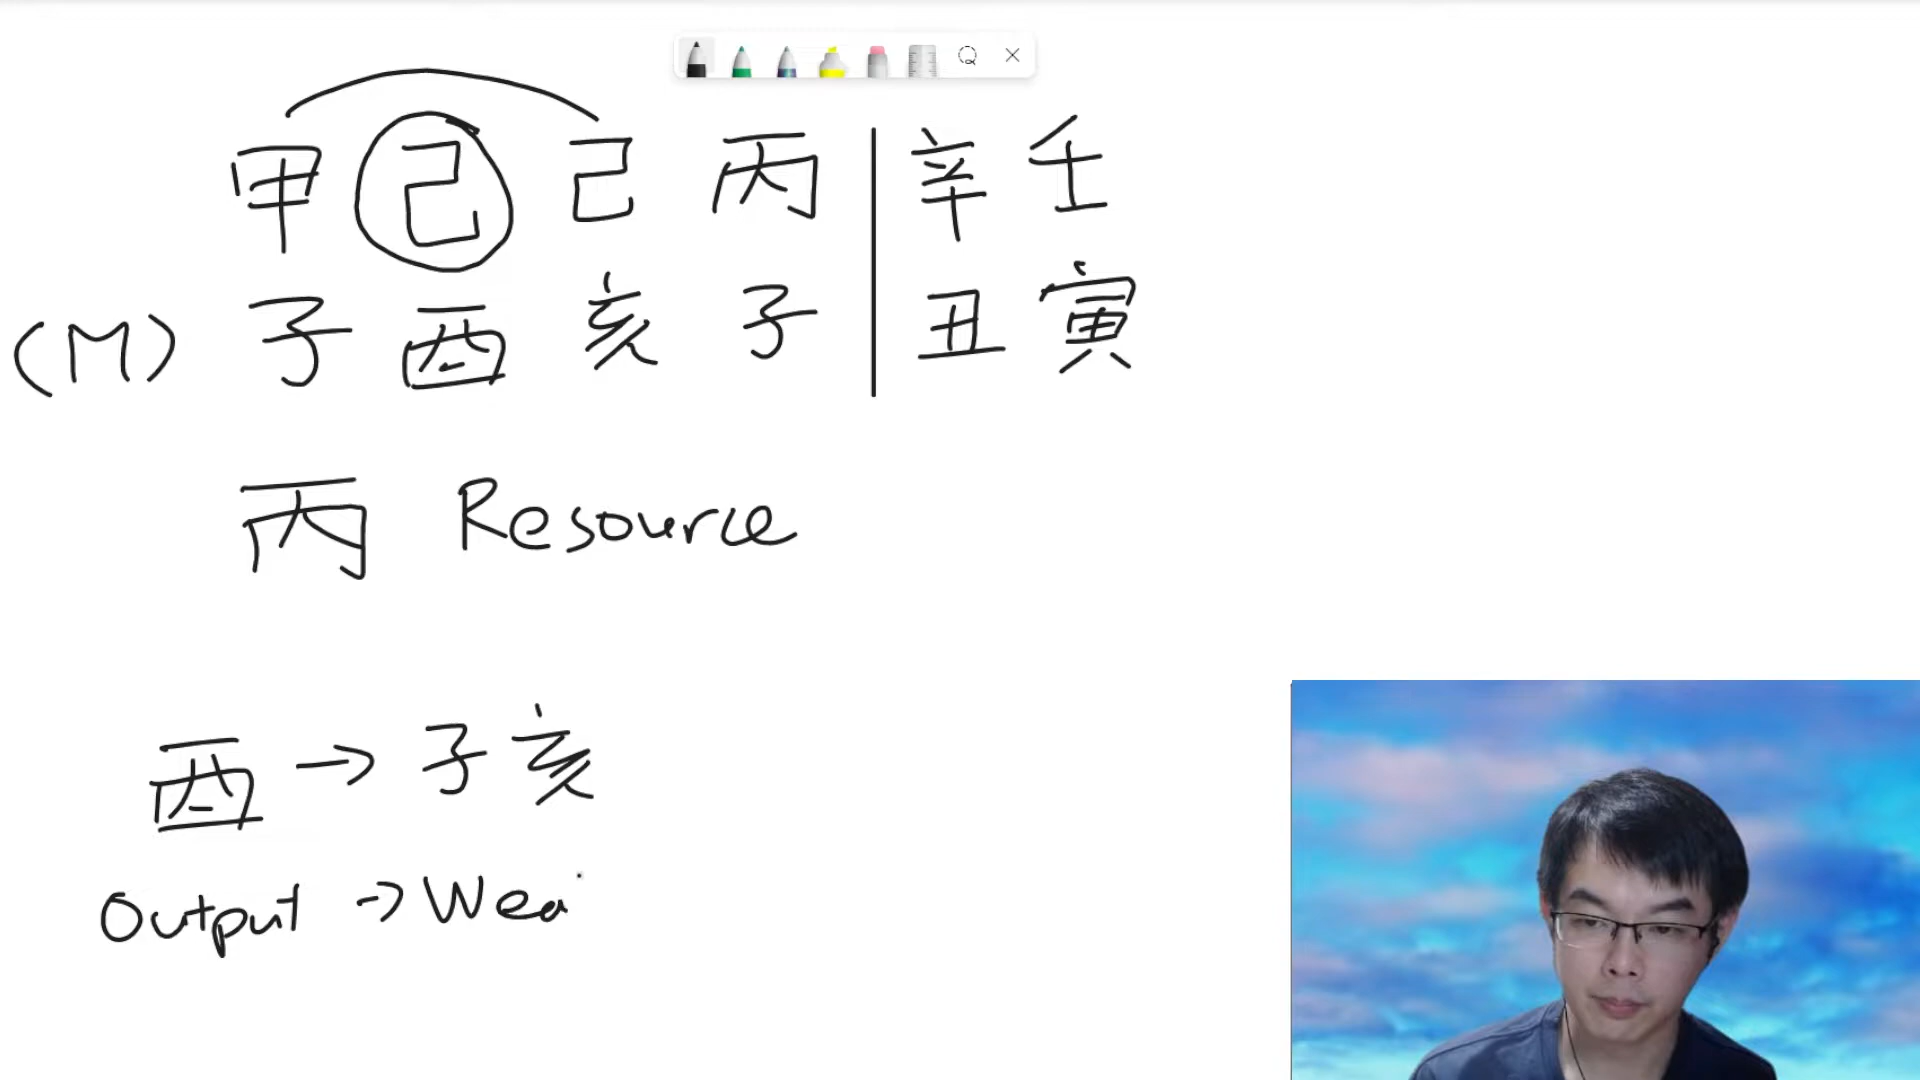 甲 己 己 丙 | 辛 壬
(M) 子 酉 亥 子 | 丑 寅
丙 Resource
酉 → 子 亥
Output → Wea